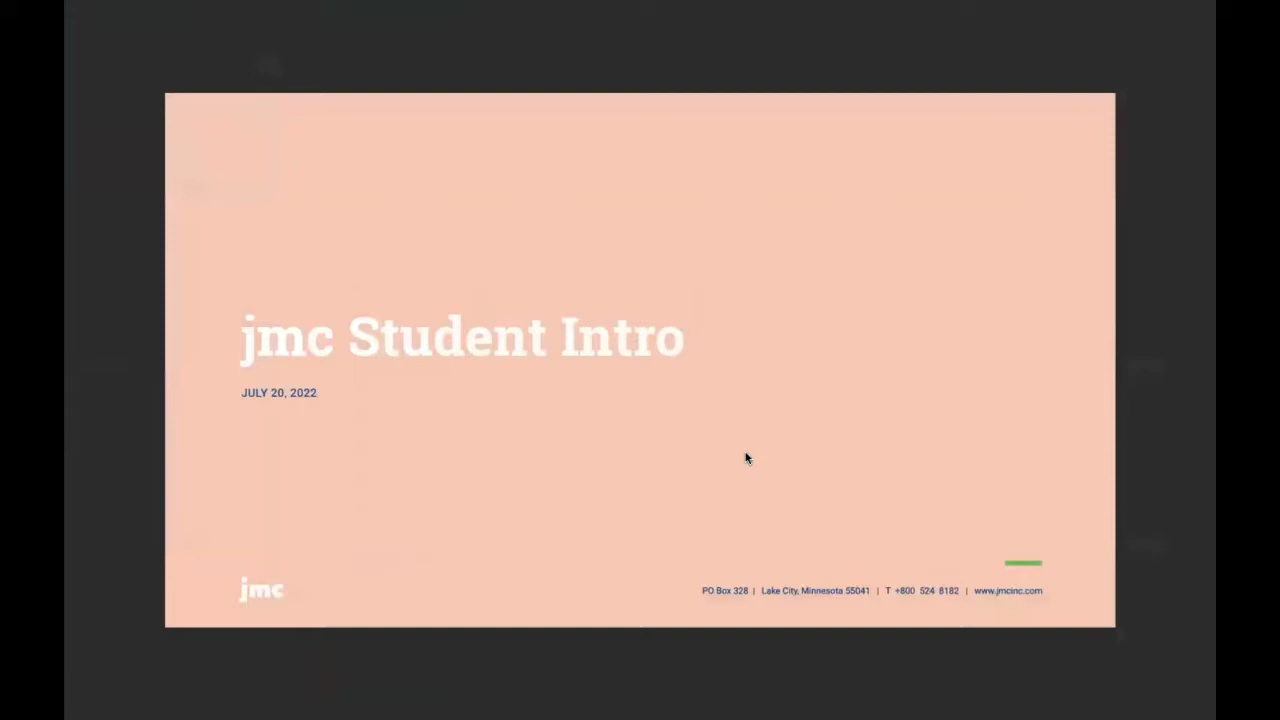 jmc Student Intro
JULY 20, 2022
jmc
PO Box 328 | Lake City, Minnesota 55041 | T +800 524 8182 | www.jmcinc.com